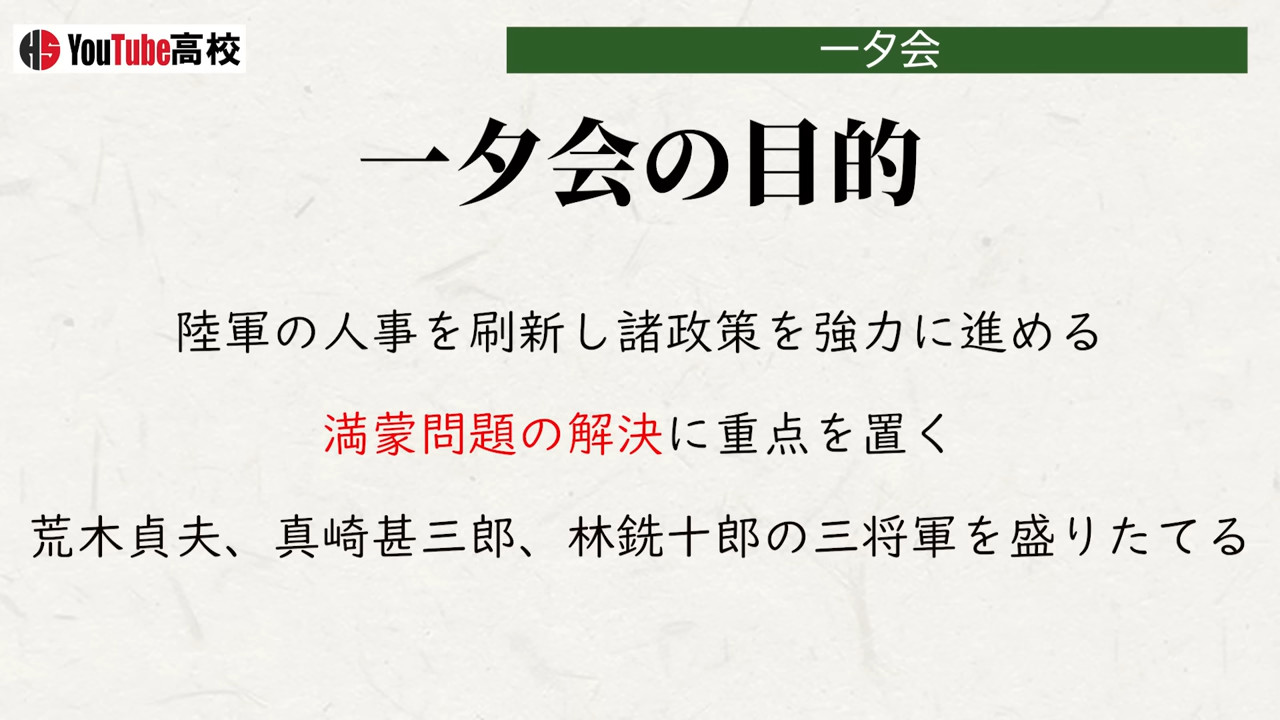 HS YouTube高校
一夕会
一夕会の目的
陸軍の人事を刷新し諸政策を強力に進める
満蒙問題の解決に重点を置く
荒木貞夫、真崎甚三郎、林銑十郎の三将軍を盛りたてる